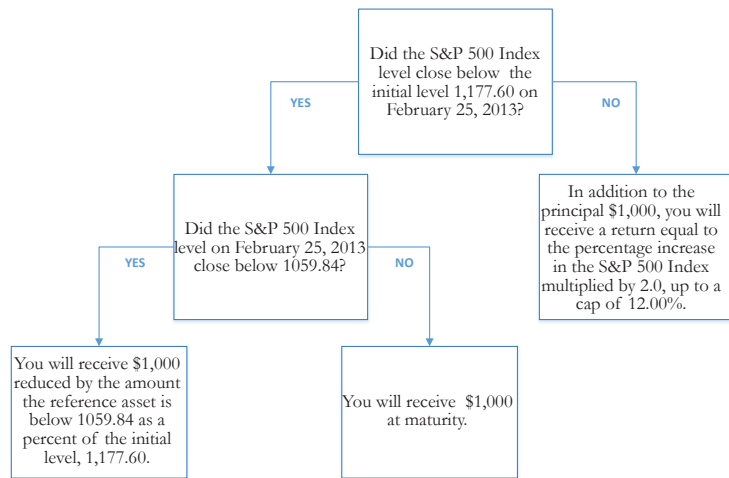 Did the S&P 500 Index
level close below the
initial level 1,177.60 on
February 25, 2013?
YES
NO
Did the S&P 500 Index
level on February 25, 2013
close below 1059.84?
In addition to the
principal $1,000, you will
receive a return equal to
the percentage increase
in the S&P 500 Index
multiplied by 2.0, up to a
cap of 12.00%.
YES
NO
You will receive $1,000
reduced by the amount
the reference asset is
below 1059.84 as a
percent of the initial
level, 1,177.60.
You will receive $1,000
at maturity.